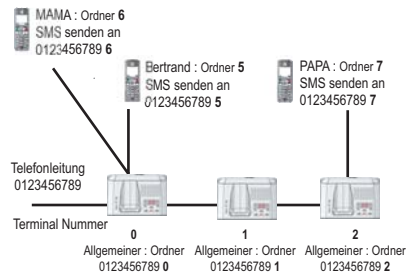 MAMA : Ordner 6
SMS senden an
0123456789 6
Bertrand : Ordner 5
SMS senden an
0123456789 5
PAPA : Ordner 7
SMS senden an
0123456789 7
Telefonleitung
0123456789
Terminal Nummer
0
1
2
Allgemeiner : Ordner
0123456789 0
Allgemeiner : Ordner
0123456789 1
Allgemeiner : Ordner
0123456789 2